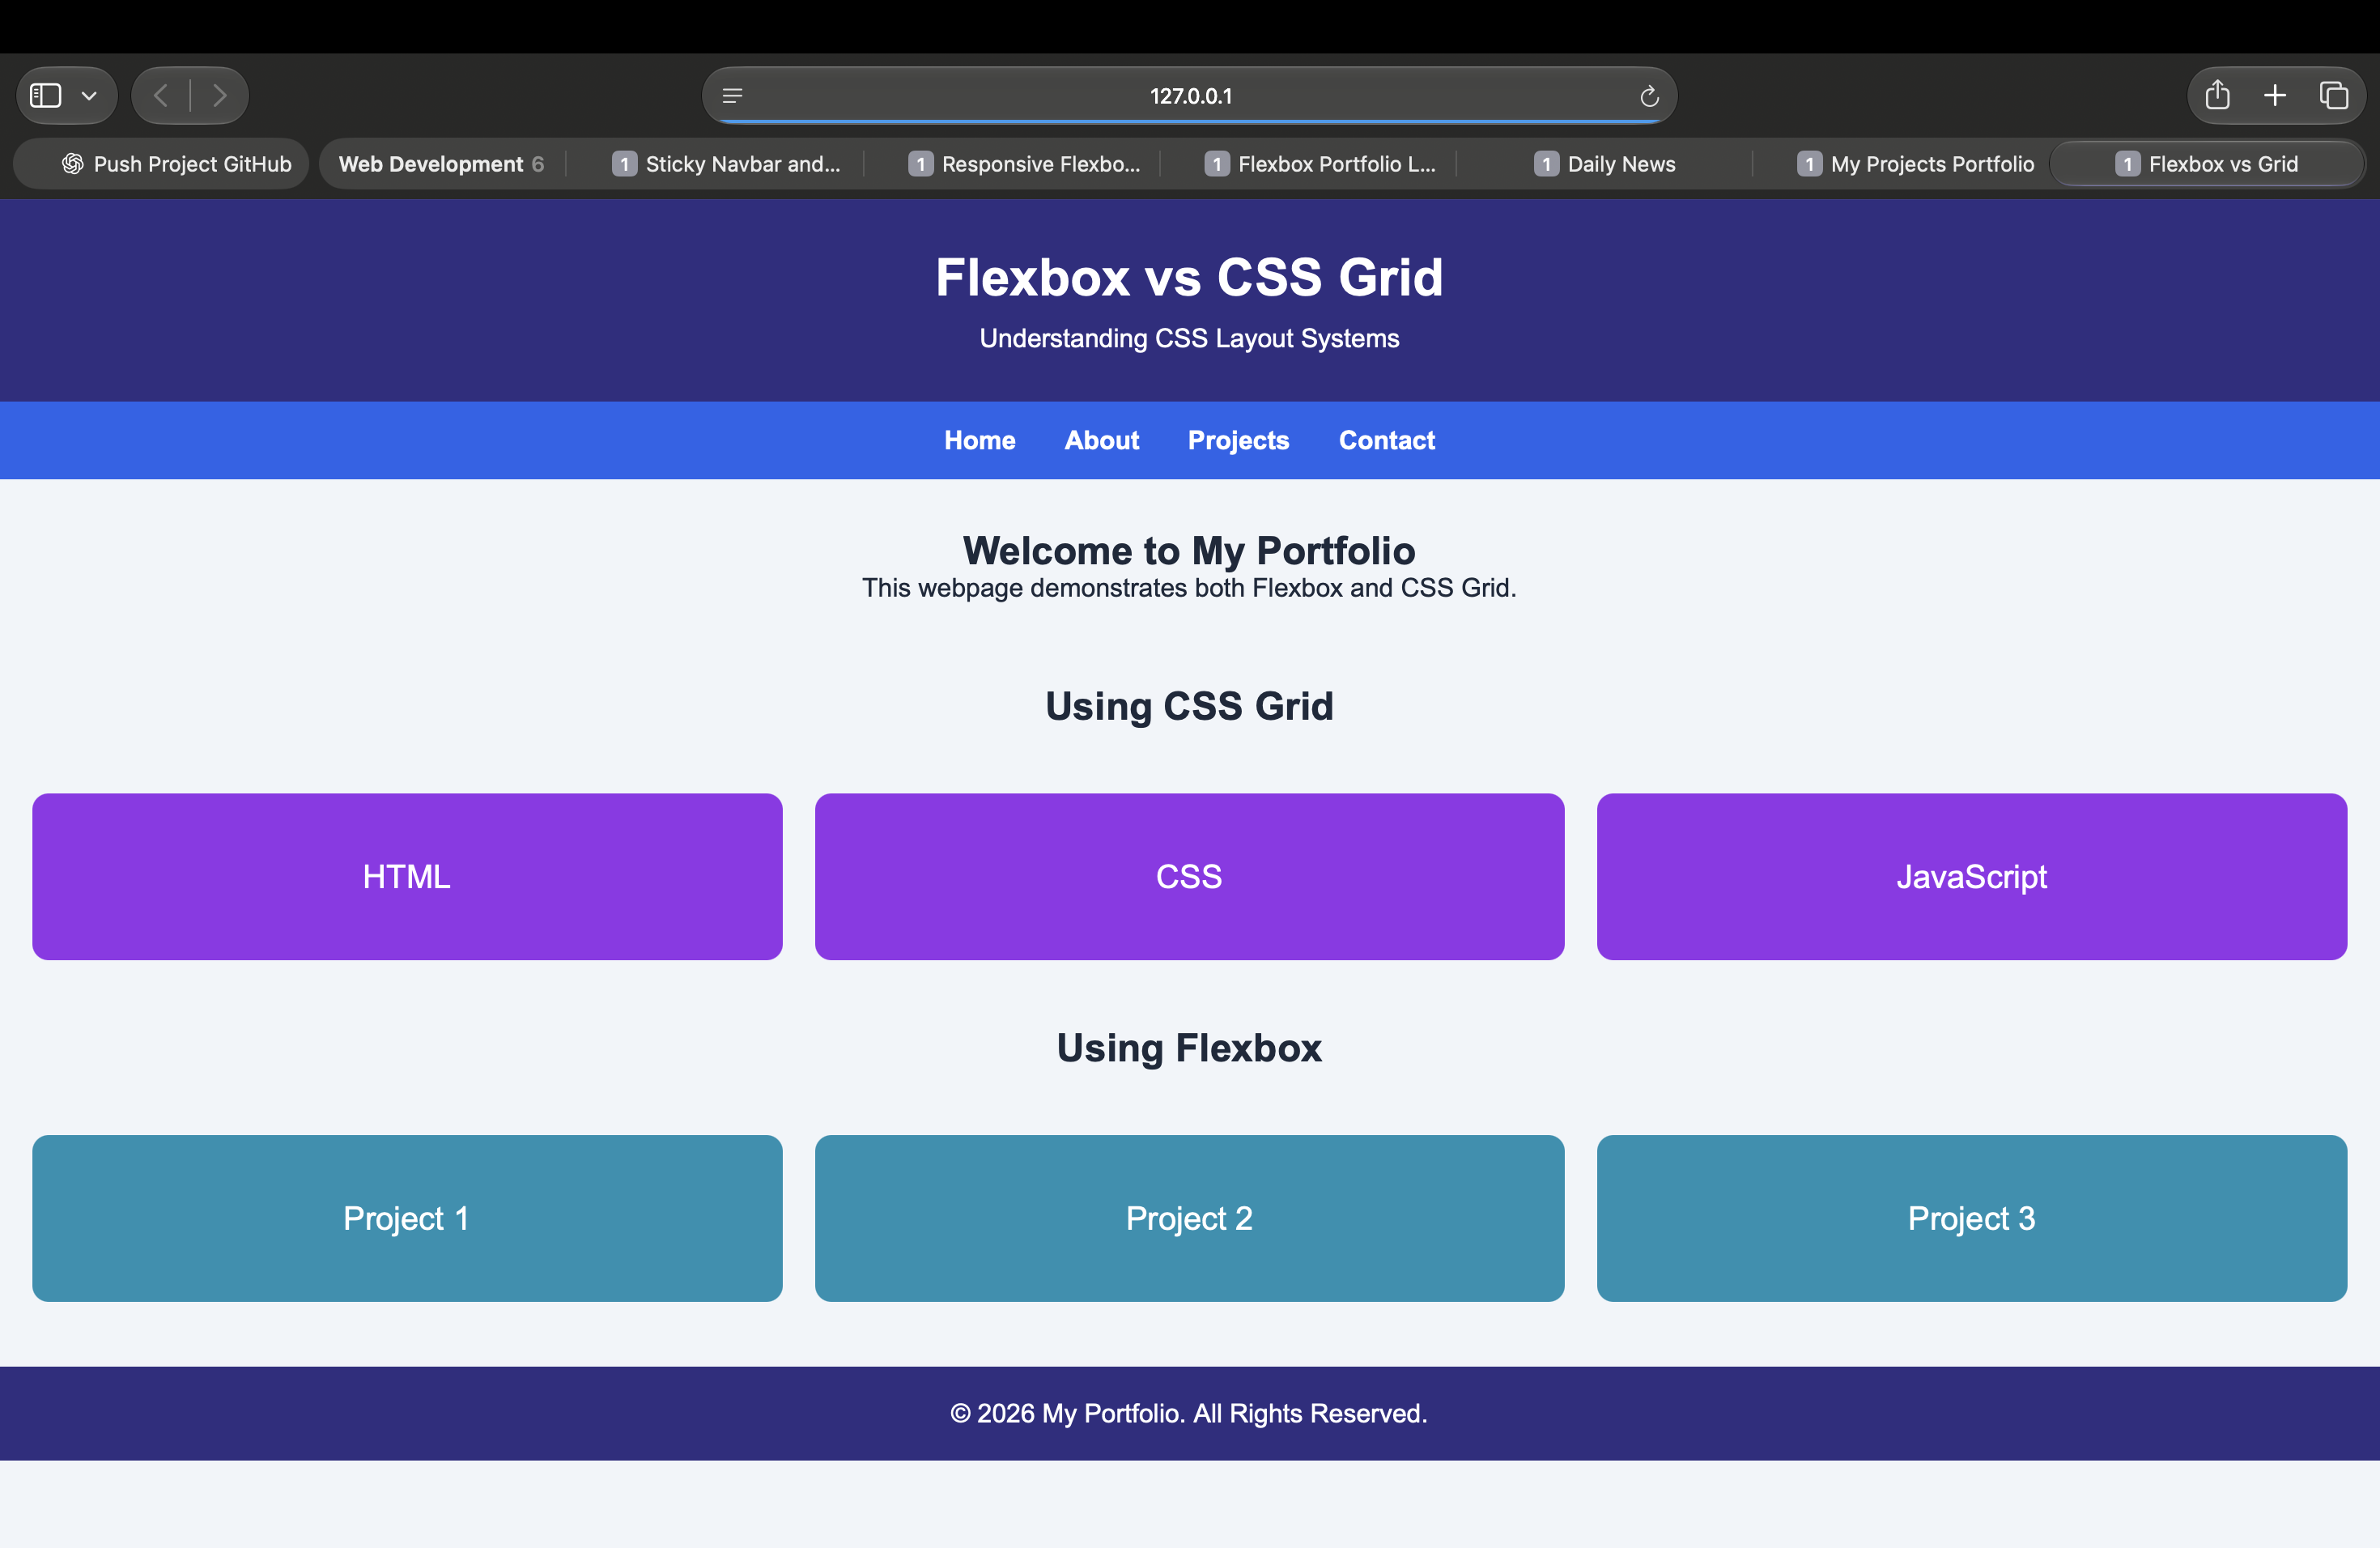 127.0.0.1
Push Project GitHub
Web Development 6
1 Sticky Navbar and...
1 Responsive Flexbo...
1 Flexbox Portfolio L...
1 Daily News
1 My Projects Portfolio
1 Flexbox vs Grid
Flexbox vs CSS Grid
Understanding CSS Layout Systems
Home About Projects Contact
Welcome to My Portfolio
This webpage demonstrates both Flexbox and CSS Grid.
Using CSS Grid
HTML CSS JavaScript
Using Flexbox
Project 1 Project 2 Project 3
© 2026 My Portfolio. All Rights Reserved.